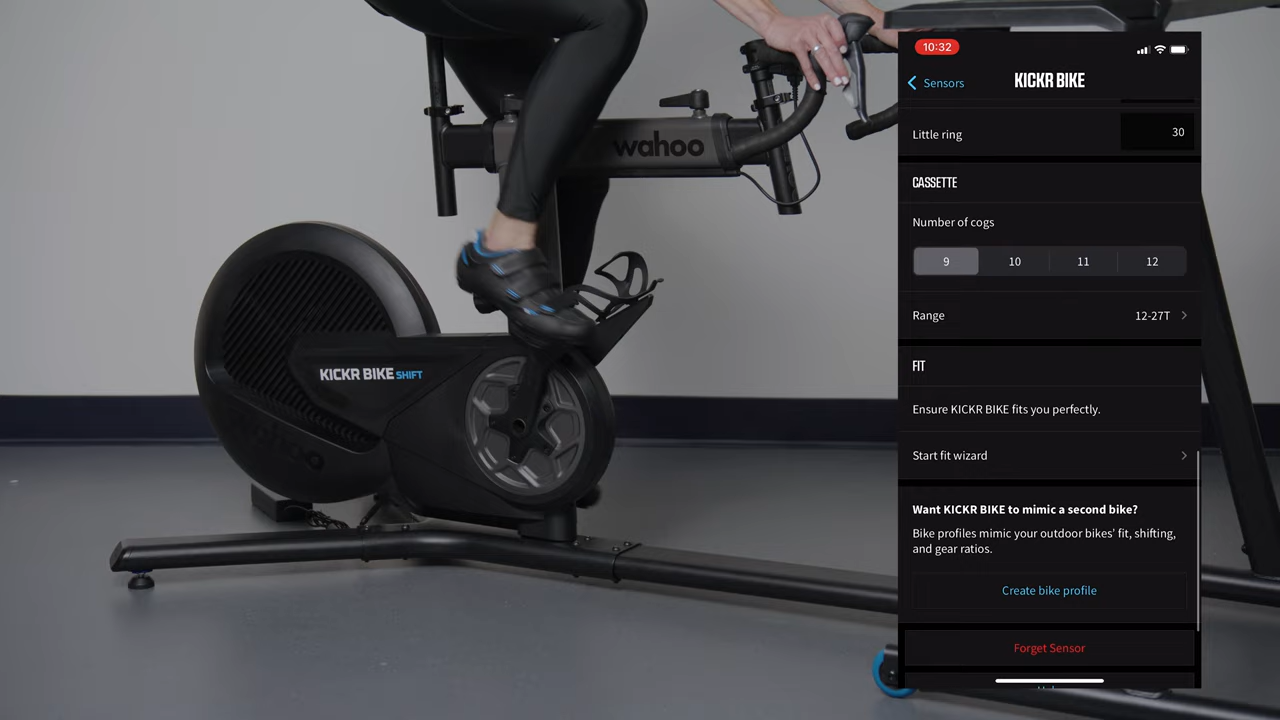 wahoo
KICKR BIKE SHIFT
10:32
Sensors
KICKR BIKE
Little ring
30
CASSETTE
Number of cogs
9 10 11 12
Range
12-27T
FIT
Ensure KICKR BIKE fits you perfectly.
Start fit wizard
Want KICKR BIKE to mimic a second bike?
Bike profiles mimic your outdoor bikes' fit, shifting,
and gear ratios.
Create bike profile
Forget Sensor